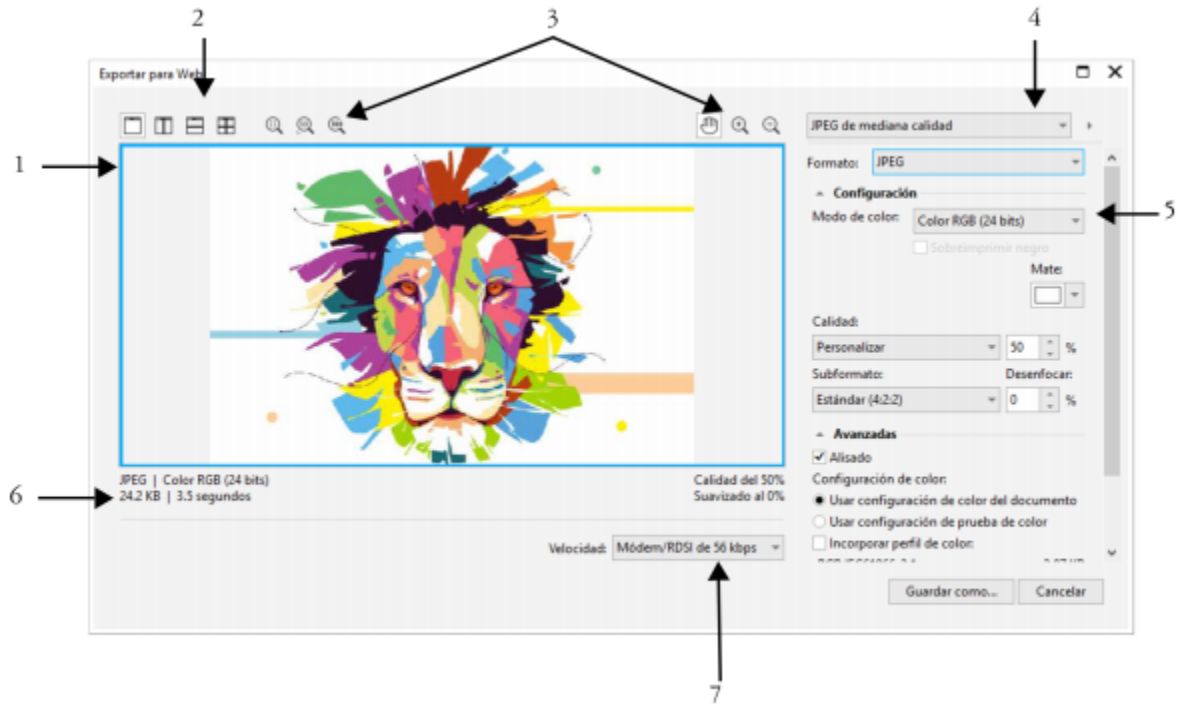 2
3
4
Exportar para Web
JPEG de mediana calidad
1
Formato:
JPEG
Configuración
Modo de color:
Color RGB (24 bits)
5
Sobreimprimir negro
Mate:
Calidad:
Personalizar
50
%
Subformato:
Desenfocar:
Estándar (4:2:2)
0
%
Avanzadas
Alisado
JPEG | Color RGB (24 bits)
Calidad del 50%
Configuración de color:
6
24.2 KB | 3.5 segundos
Suavizado al 0%
Usar configuración de color del documento
Usar configuración de prueba de color
Velocidad:
Módem/RDSI de 56 kbps
Incorporar perfil de color:
Guardar como...
Cancelar
7